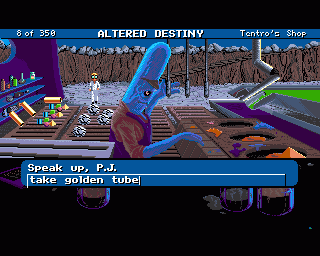 8 of 350 ALTERED DESTINY Tentro's Shop
Speak up, P.J.
take golden tube